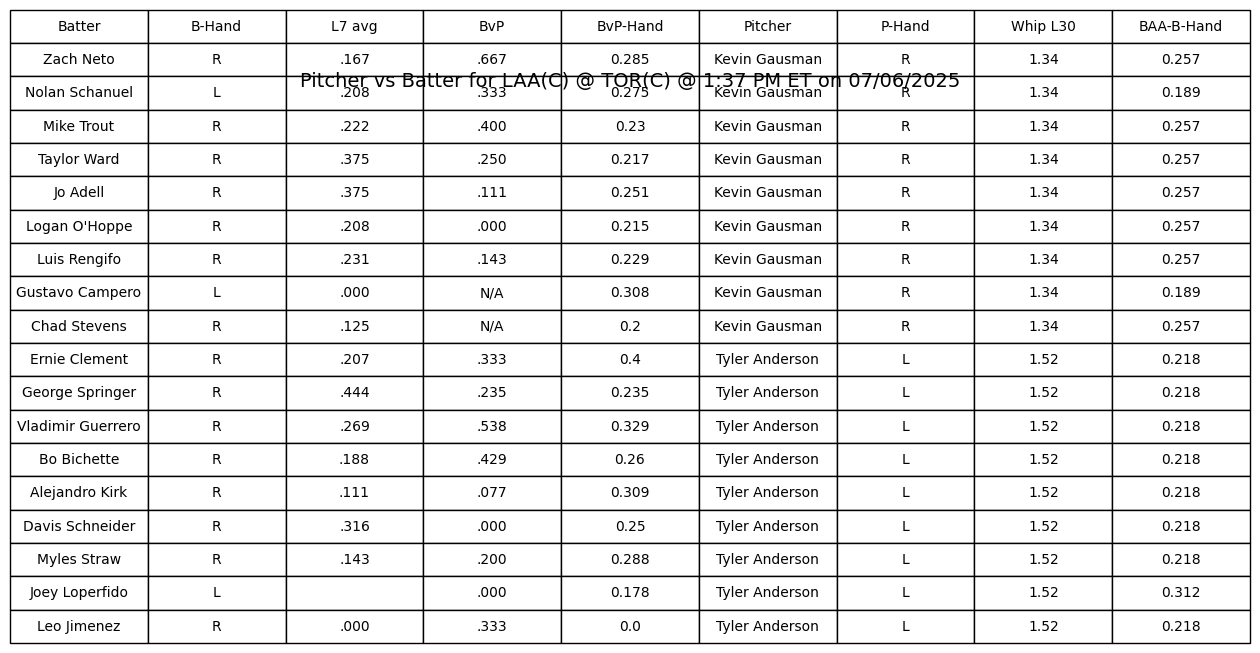 Batter B-Hand L7 avg BvP BvP-Hand Pitcher P-Hand Whip L30 BAA-B-Hand
Zach Neto R .167 .667 0.285 Kevin Gausman R 1.34 0.257
Pitcher vs Batter for LAA(C) @ TOR(C) @ 1:37 PM ET on 07/06/2025
Nolan Schanuel L .208 .333 0.275 Kevin Gausman R 1.34 0.189
Mike Trout R .222 .400 0.23 Kevin Gausman R 1.34 0.257
Taylor Ward R .375 .250 0.217 Kevin Gausman R 1.34 0.257
Jo Adell R .375 .111 0.251 Kevin Gausman R 1.34 0.257
Logan O'Hoppe R .208 .000 0.215 Kevin Gausman R 1.34 0.257
Luis Rengifo R .231 .143 0.229 Kevin Gausman R 1.34 0.257
Gustavo Campero L .000 N/A 0.308 Kevin Gausman R 1.34 0.189
Chad Stevens R .125 N/A 0.2 Kevin Gausman R 1.34 0.257
Ernie Clement R .207 .333 0.4 Tyler Anderson L 1.52 0.218
George Springer R .444 .235 0.235 Tyler Anderson L 1.52 0.218
Vladimir Guerrero R .269 .538 0.329 Tyler Anderson L 1.52 0.218
Bo Bichette R .188 .429 0.26 Tyler Anderson L 1.52 0.218
Alejandro Kirk R .111 .077 0.309 Tyler Anderson L 1.52 0.218
Davis Schneider R .316 .000 0.25 Tyler Anderson L 1.52 0.218
Myles Straw R .143 .200 0.288 Tyler Anderson L 1.52 0.218
Joey Loperfido L .000 0.178 Tyler Anderson L 1.52 0.312
Leo Jimenez R .000 .333 0.0 Tyler Anderson L 1.52 0.218